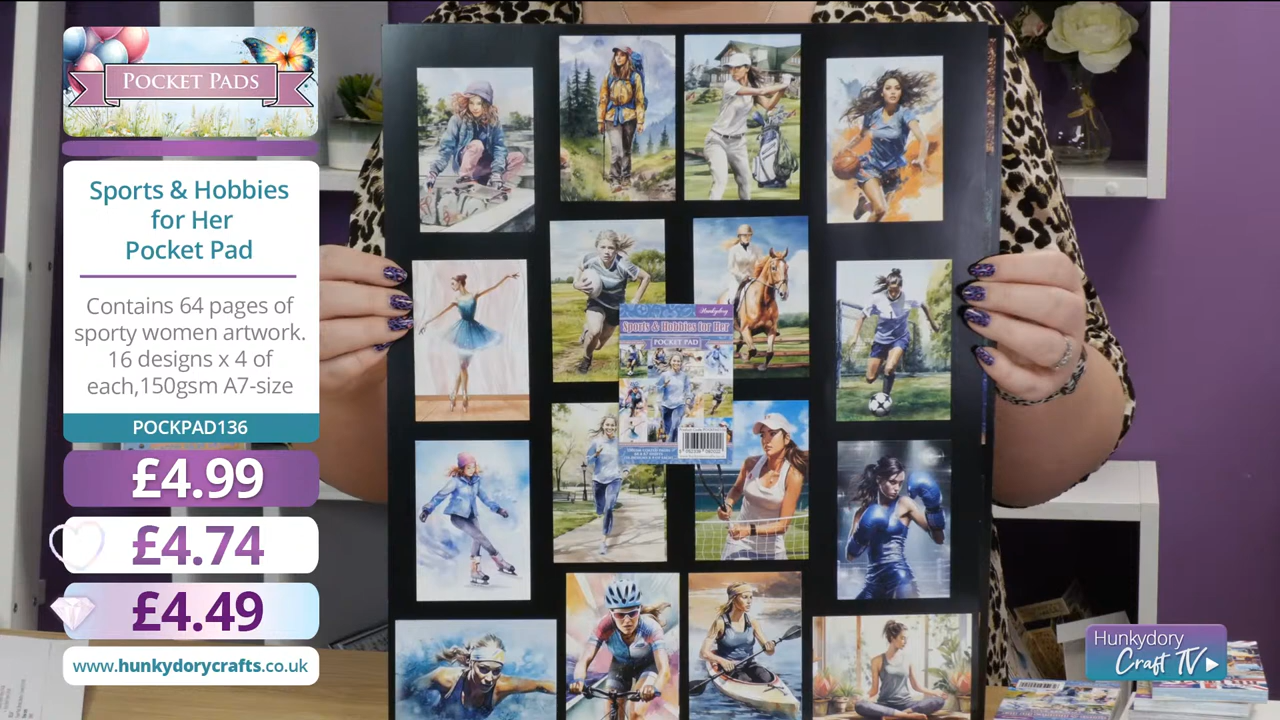 POCKET PADS
Sports & Hobbies
for Her
Pocket Pad
Contains 64 pages of
sporty women artwork.
16 designs x 4 of
each,150gsm A7-size
POCKPAD136
£4.99
£4.74
£4.49
www.hunkydorycrafts.co.uk
Hunkydory
Sports & Hobbies for Her
POCKET PAD
Hunkydory
Craft TV